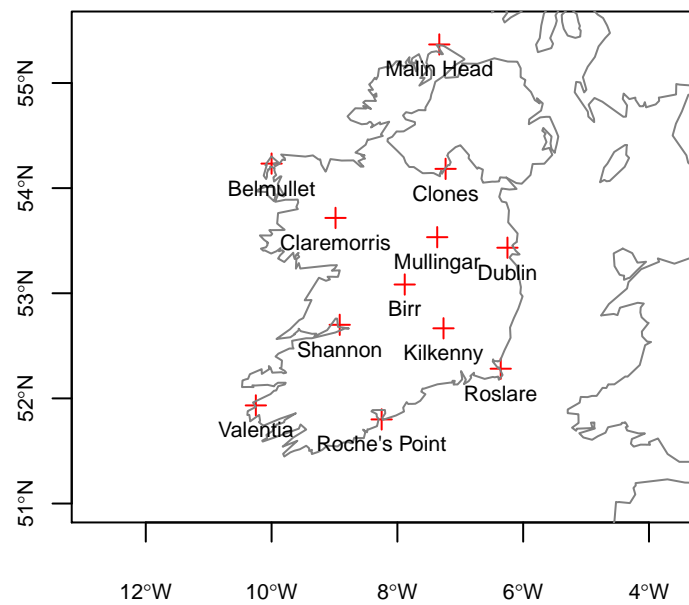 55°N
54°N
53°N
52°N
51°N
Malin Head
Belmullet
Clones
Claremorris
Mullingar
Dublin
Birr
Shannon
Kilkenny
Roslare
Valentia
Roche's Point
12°W 10°W 8°W 6°W 4°W